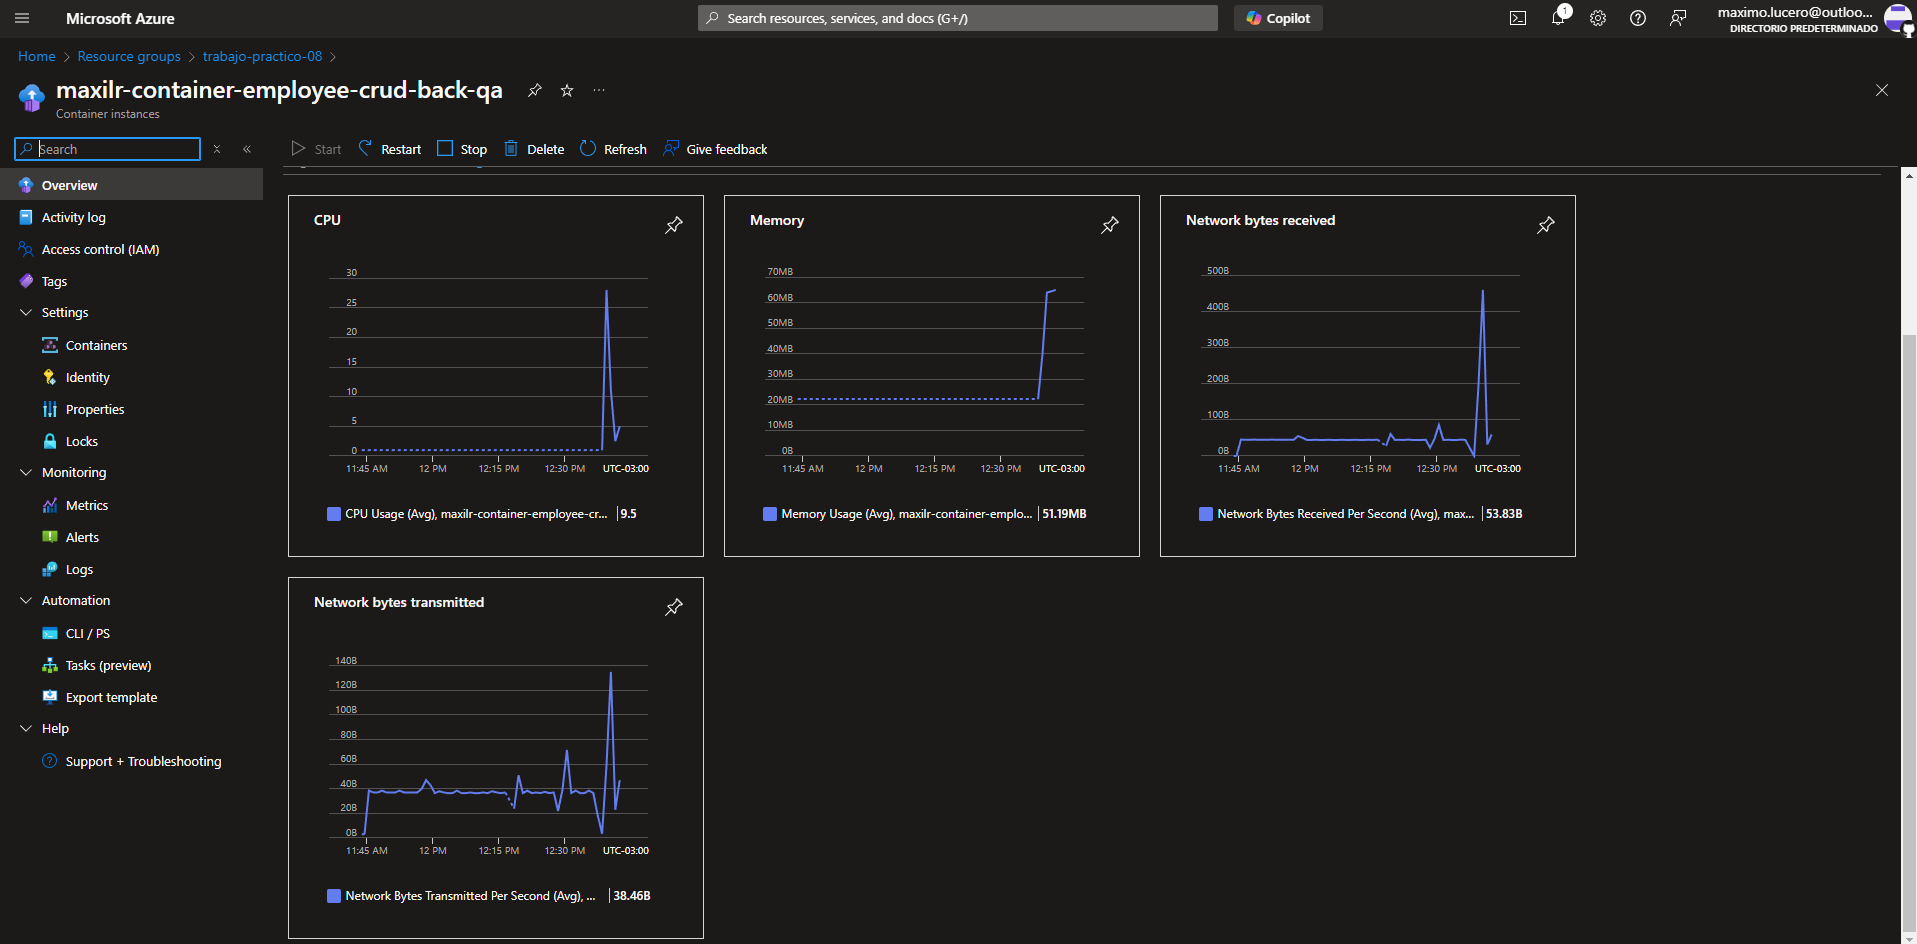 Microsoft Azure
Search resources, services, and docs (G+/)
Copilot
1
maximo.lucero@outloo...
DIRECTORIO PREDETERMINADO
Home > Resource groups > trabajo-practico-08 >
maxilr-container-employee-crud-back-qa
Container instances
Search
Start
Restart
Stop
Delete
Refresh
Give feedback
Overview
Activity log
Access control (IAM)
Tags
Settings
Containers
Identity
Properties
Locks
Monitoring
Metrics
Alerts
Logs
Automation
CLI / PS
Tasks (preview)
Export template
Help
Support + Troubleshooting
CPU
30
25
20
15
10
5
0
11:45 AM 12 PM 12:15 PM 12:30 PM UTC-03:00
CPU Usage (Avg), maxilr-container-employee-cr... 9.5
Memory
70MB
60MB
50MB
40MB
30MB
20MB
10MB
0B
11:45 AM 12 PM 12:15 PM 12:30 PM UTC-03:00
Memory Usage (Avg), maxilr-container-emplo... 51.19MB
Network bytes received
500B
400B
300B
200B
100B
0B
11:45 AM 12 PM 12:15 PM 12:30 PM UTC-03:00
Network Bytes Received Per Second (Avg), max... 53.83B
Network bytes transmitted
140B
120B
100B
80B
60B
40B
20B
0B
11:45 AM 12 PM 12:15 PM 12:30 PM UTC-03:00
Network Bytes Transmitted Per Second (Avg), ... 38.46B